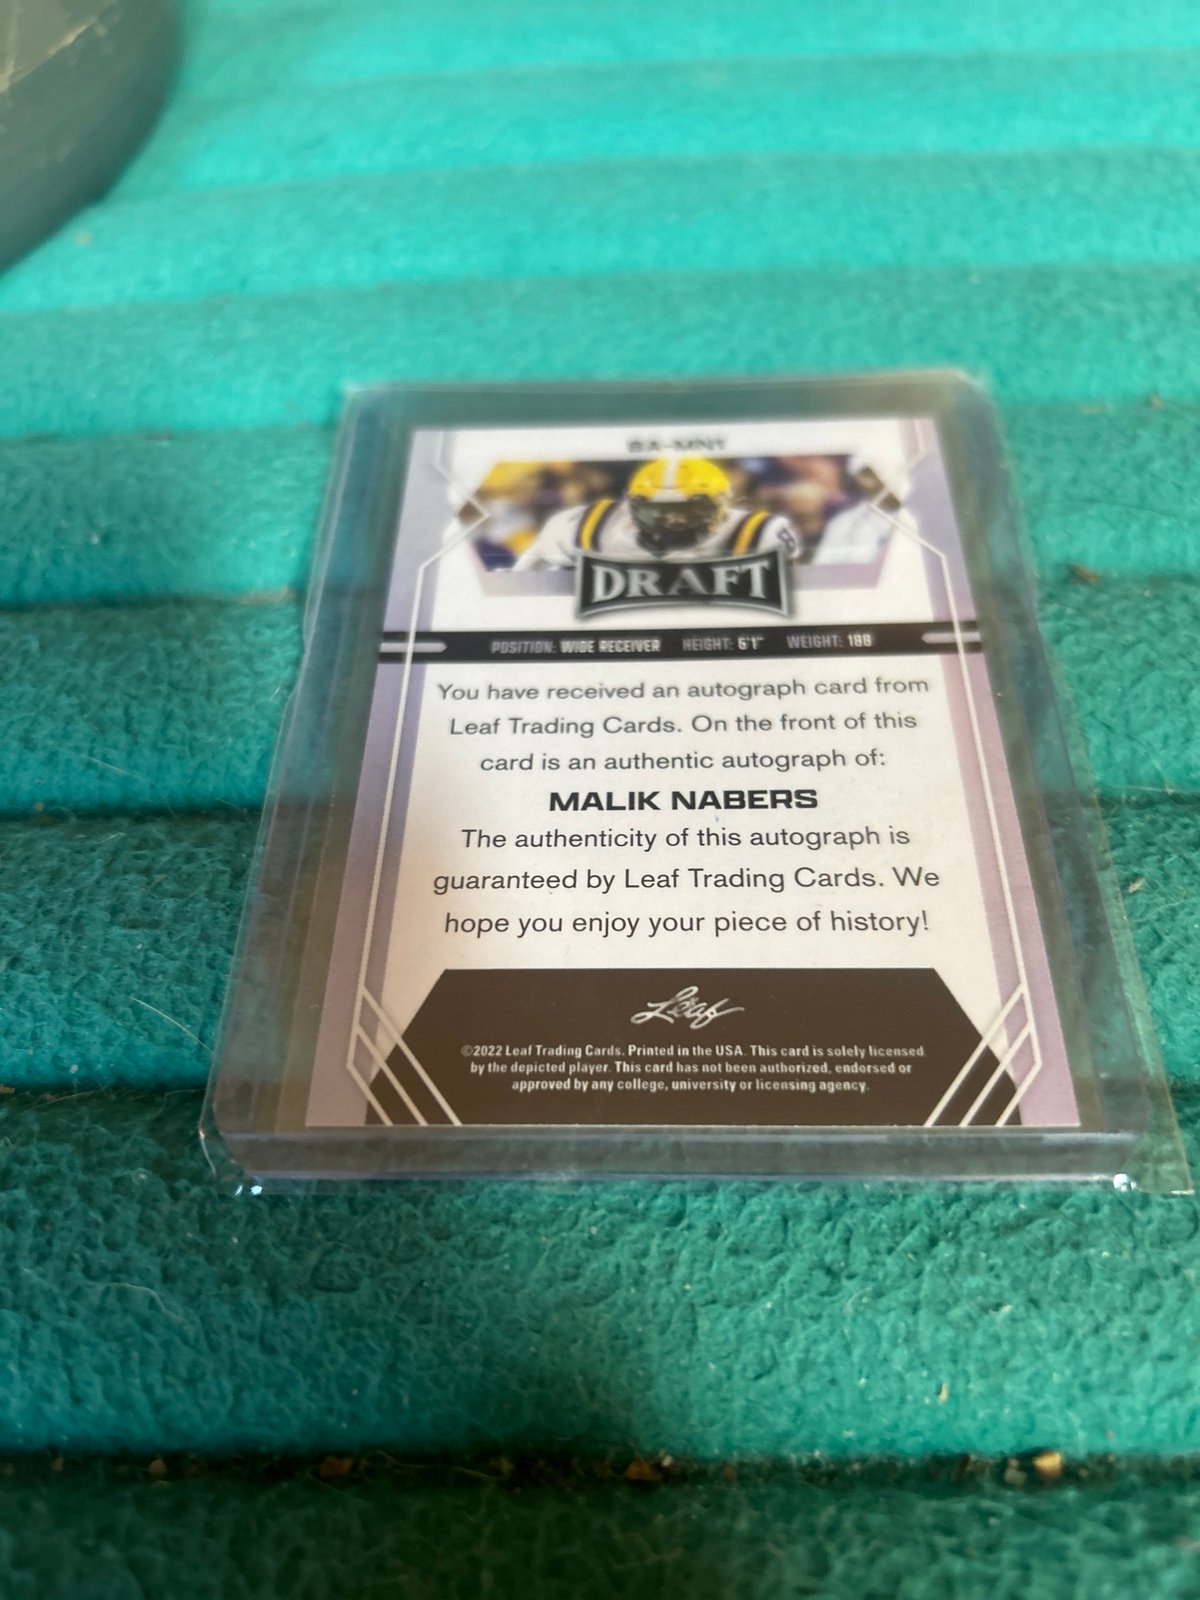 BA-MN1
DRAFT
POSITION: WIDE RECEIVER HEIGHT: 6'1" WEIGHT: 188
You have received an autograph card from
Leaf Trading Cards. On the front of this
card is an authentic autograph of:
MALIK NABERS
The authenticity of this autograph is
guaranteed by Leaf Trading Cards. We
hope you enjoy your piece of history!
Leaf
©2022 Leaf Trading Cards. Printed in the USA. This card is solely licensed
by the depicted player. This card has not been authorized, endorsed or
approved by any college, university or licensing agency.